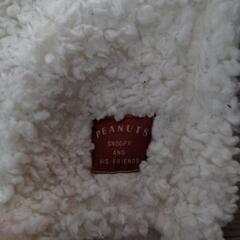 PEANUTS
SNOOPY
AND
HIS FRIENDS